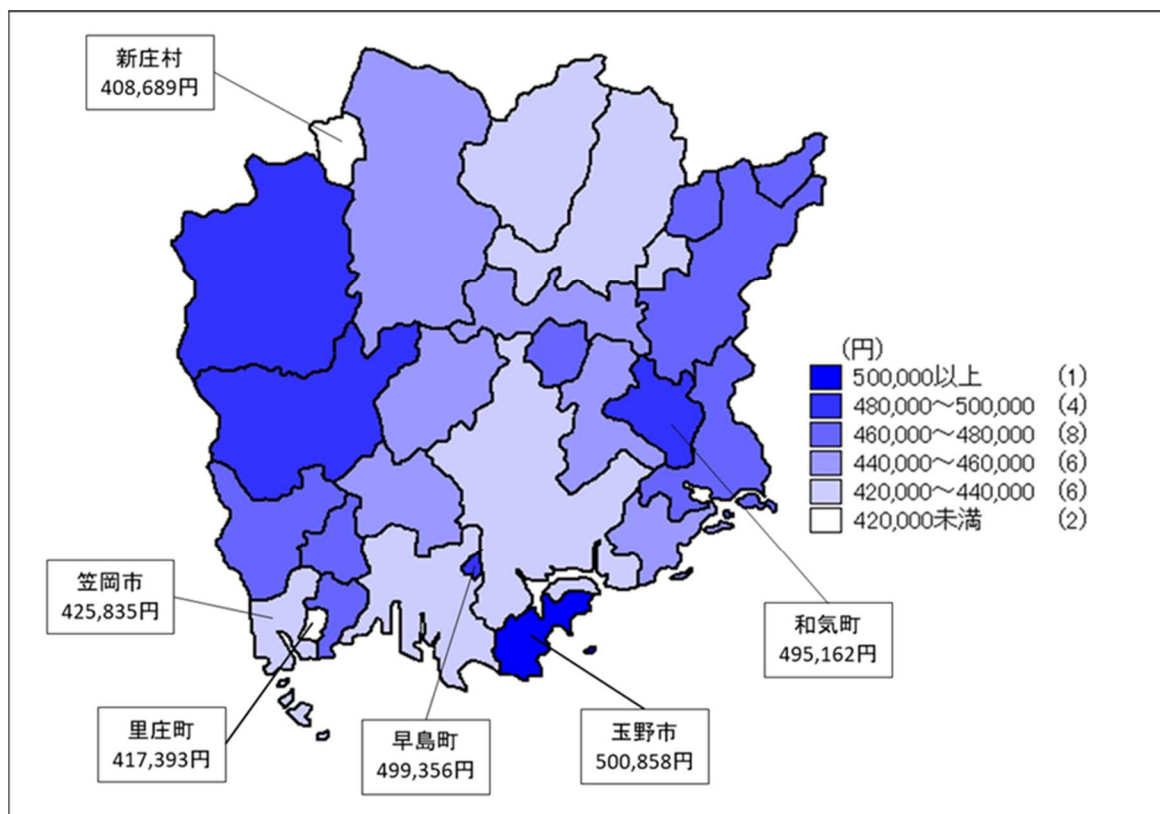 新庄村
408,689円
(円)
500,000以上 (1)
480,000～500,000 (4)
460,000～480,000 (8)
440,000～460,000 (6)
420,000～440,000 (6)
420,000未満 (2)
笠岡市
425,835円
和気町
495,162円
里庄町
417,393円
早島町
499,356円
玉野市
500,858円